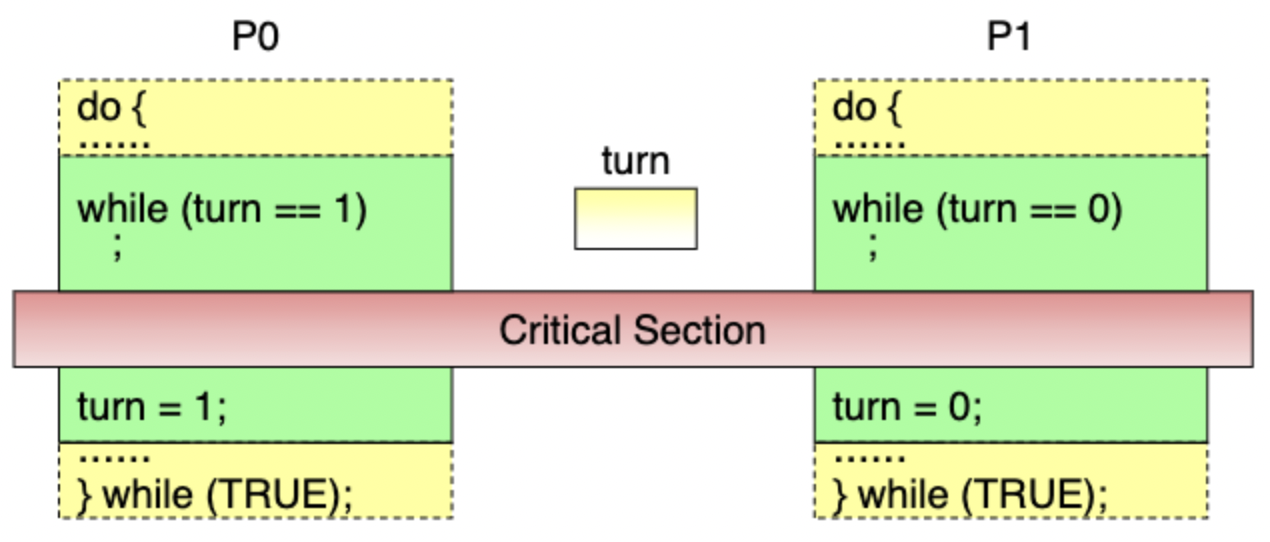 P0
do {
......
while (turn == 1)
;
turn = 1;
......
} while (TRUE);
turn
Critical Section
P1
do {
......
while (turn == 0)
;
turn = 0;
......
} while (TRUE);